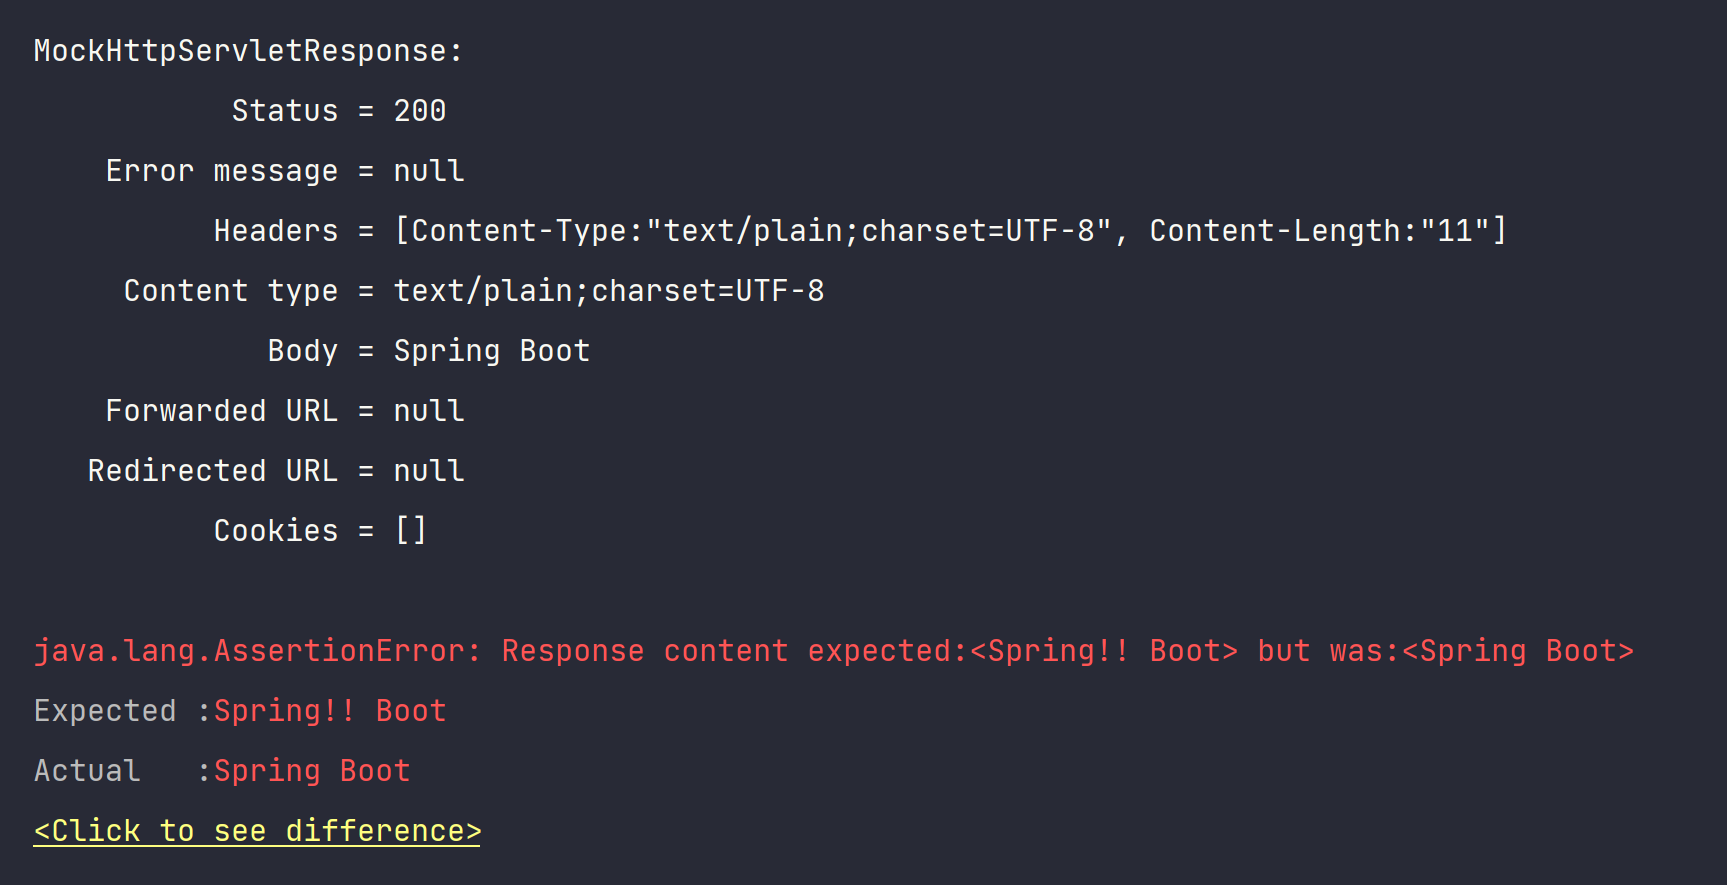 MockHttpServletResponse:
Status = 200
Error message = null
Headers = [Content-Type:"text/plain;charset=UTF-8", Content-Length:"11"]
Content type = text/plain;charset=UTF-8
Body = Spring Boot
Forwarded URL = null
Redirected URL = null
Cookies = []
java.lang.AssertionError: Response content expected:<Spring!! Boot> but was:<Spring Boot>
Expected :Spring!! Boot
Actual   :Spring Boot
<Click to see difference>